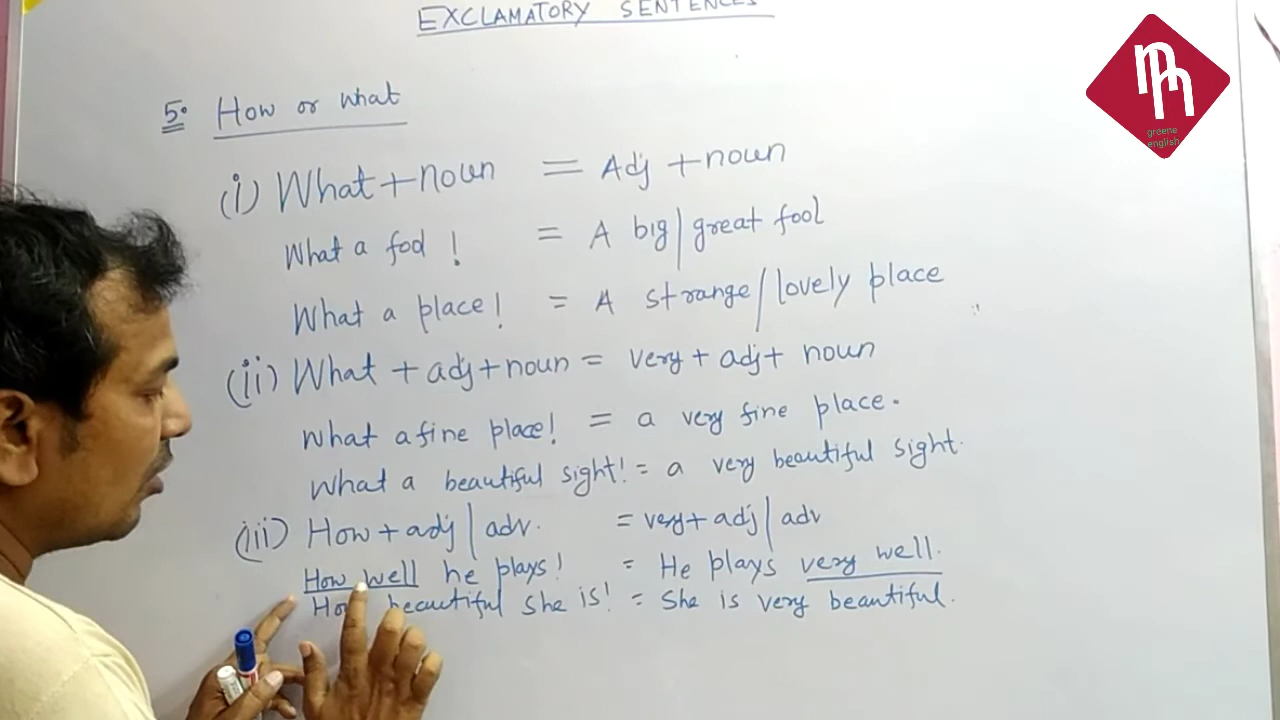 EXCLAMATORY SENTENCES
5. How or what
(i) What + noun = Adj + noun
What a fool ! = A big | great fool
What a place! = A strange / lovely place
(ii) What + adj + noun = very + adj + noun
What a fine place! = a very fine place.
What a beautiful sight! = a very beautiful sight.
(iii) How + adj | adv. = very + adj | adv
How well he plays! = He plays very well.
How beautiful she is! = She is very beautiful.
greene
english